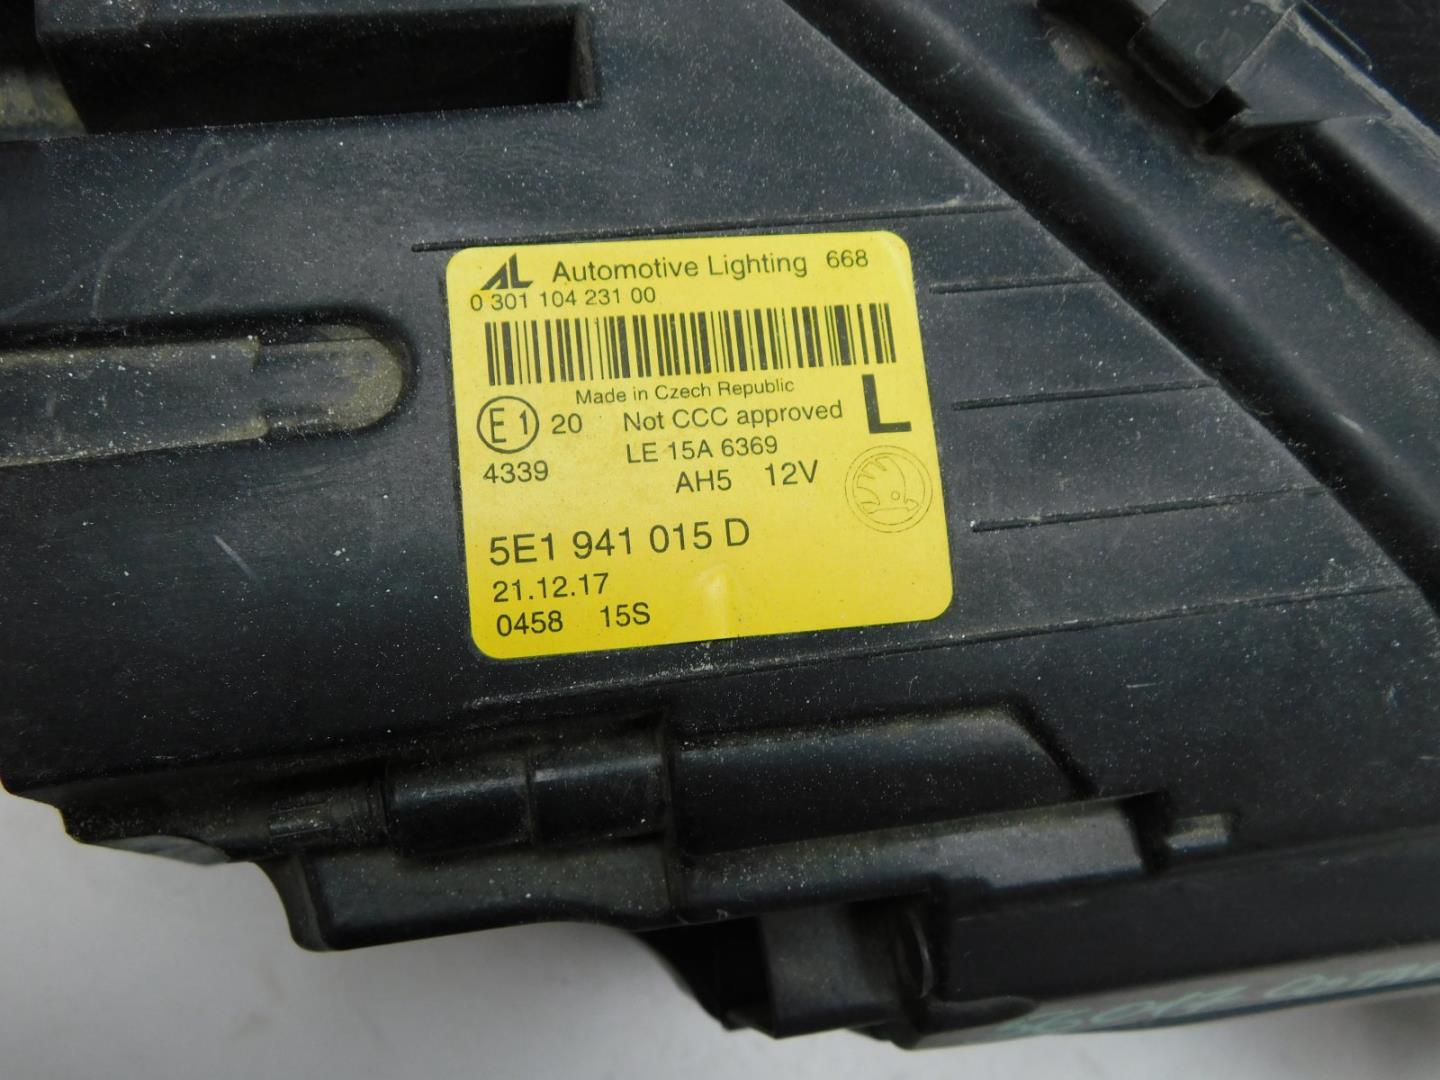 AL Automotive Lighting 668
0 301 104 231 00
Made in Czech Republic
E1 20 Not CCC approved L
4339 LE 15A 6369
AH5 12V
5E1 941 015 D
21.12.17
0458 15S